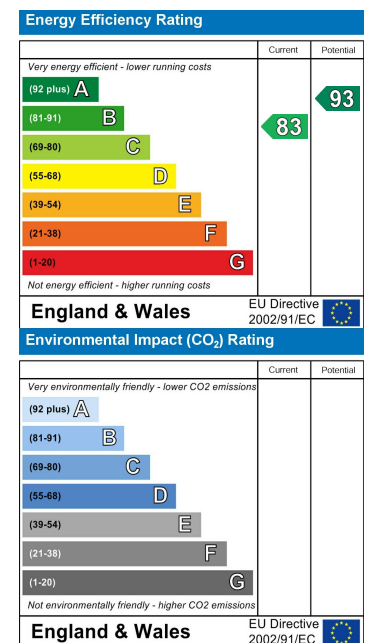 Energy Efficiency Rating
Current Potential
Very energy efficient - lower running costs
(92 plus) A
93
(81-91) B
83
(69-80) C
(55-68) D
(39-54) E
(21-38) F
(1-20) G
Not energy efficient - higher running costs
England & Wales
EU Directive
2002/91/EC
Environmental Impact (CO₂) Rating
Current Potential
Very environmentally friendly - lower CO2 emissions
(92 plus) A
(81-91) B
(69-80) C
(55-68) D
(39-54) E
(21-38) F
(1-20) G
Not environmentally friendly - higher CO2 emissions
England & Wales
EU Directive
2002/91/EC